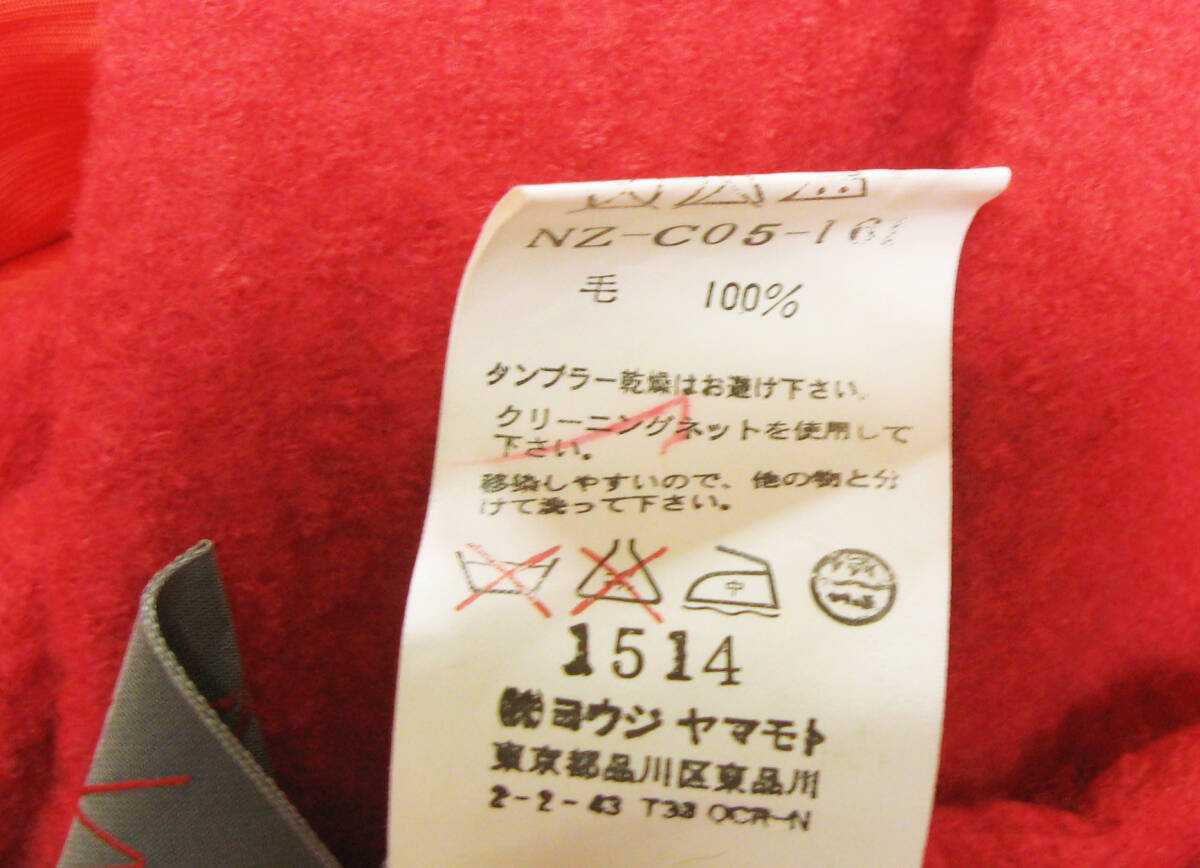 NZ-C05-161
毛 100%
タンブラー乾燥はお避け下さい。
クリーニングネットを使用して
下さい。
移染しやすいので、他の物と分
けて洗って下さい。
中
1514
㈱ヨウジ ヤマモト
東京都品川区東品川
2-2-43 T33 OCR-N